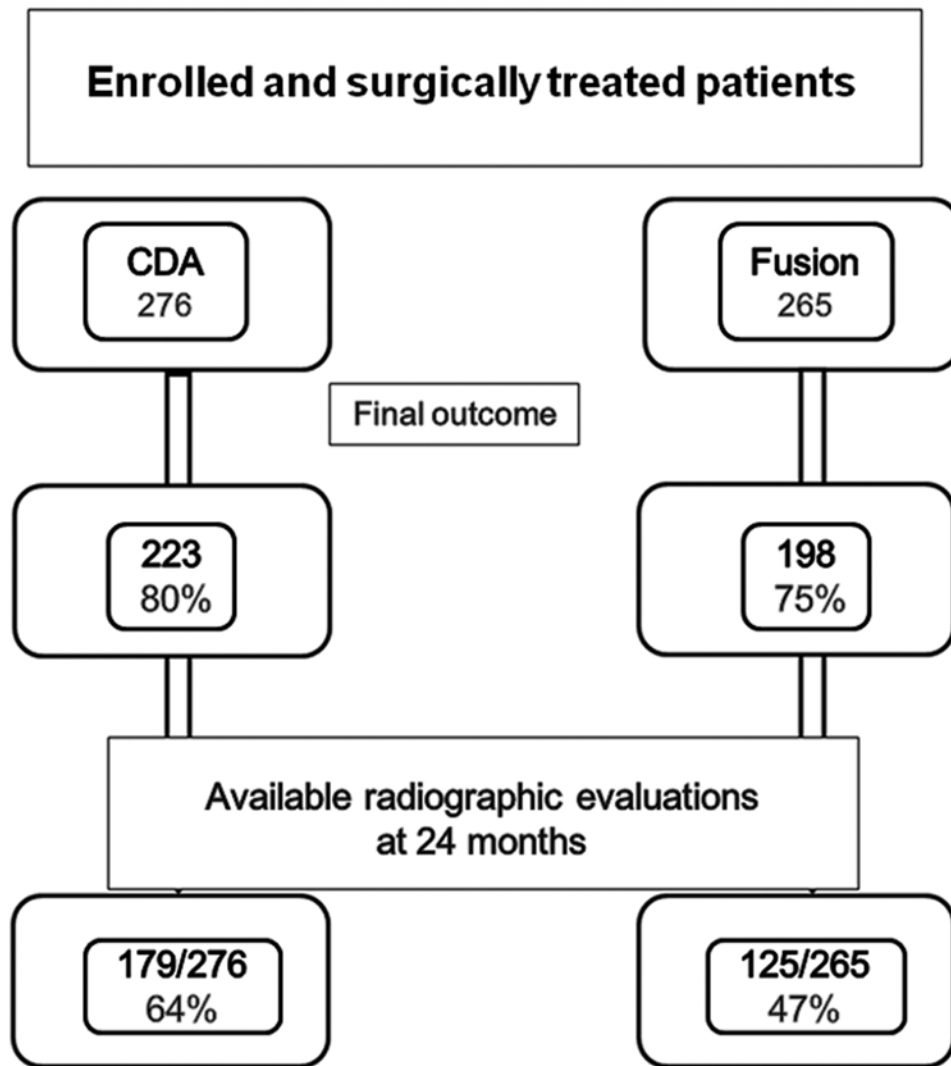 Enrolled and surgically treated patients
CDA
276
Fusion
265
Final outcome
223
80%
198
75%
Available radiographic evaluations
at 24 months
179/276
64%
125/265
47%